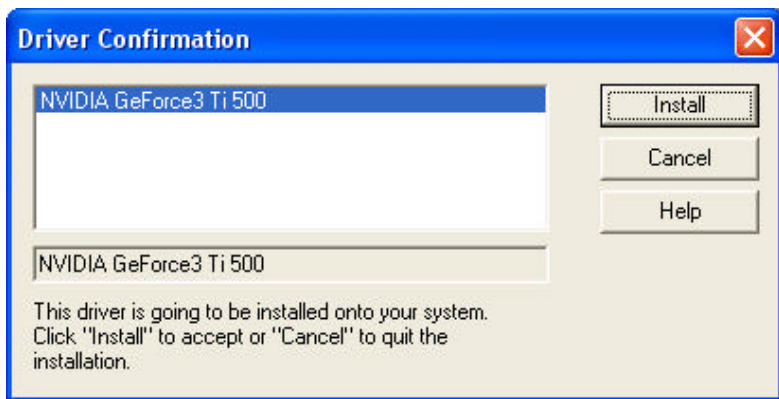 Driver Confirmation
NVIDIA GeForce3 Ti 500
Install
Cancel
Help
NVIDIA GeForce3 Ti 500
This driver is going to be installed onto your system.
Click "Install" to accept or "Cancel" to quit the
installation.